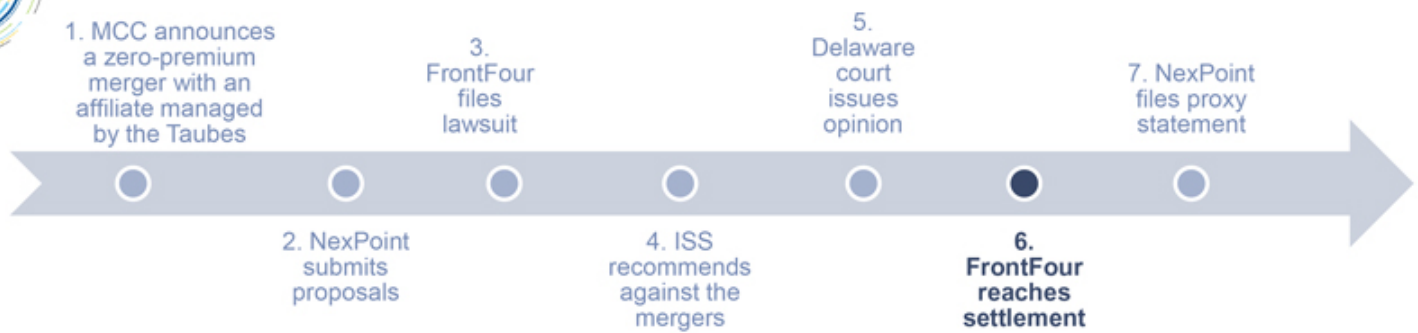 1. MCC announces
a zero-premium
merger with an
affiliate managed
by the Taubes
2. NexPoint
submits
proposals
3.
FrontFour
files
lawsuit
4. ISS
recommends
against the
mergers
5.
Delaware
court
issues
opinion
6.
FrontFour
reaches
settlement
7. NexPoint
files proxy
statement